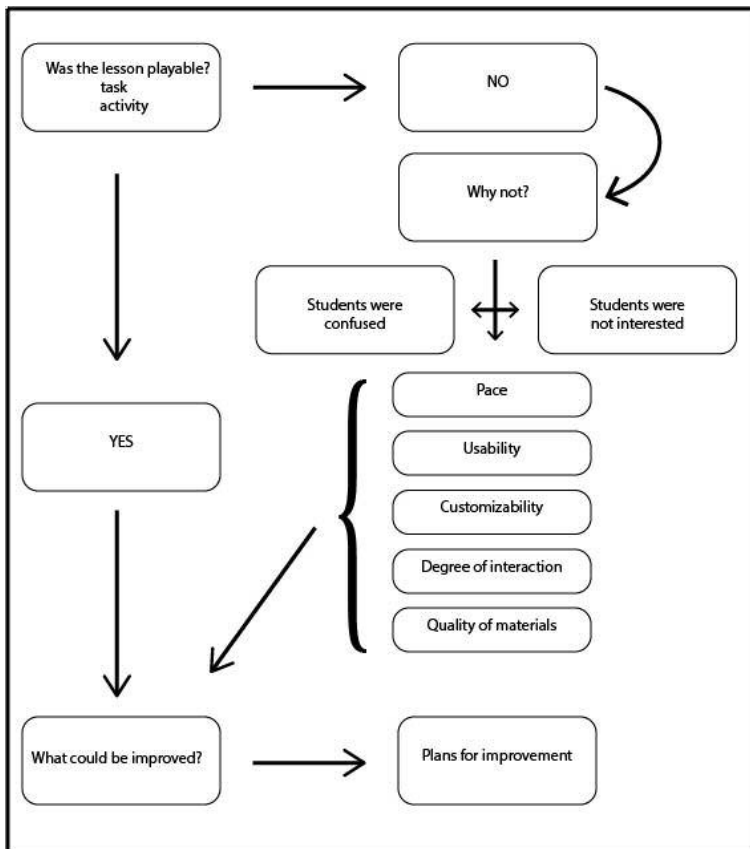 Was the lesson playable?
task
activity
NO
Why not?
Students were
confused
Students were
not interested
Pace
Usability
Customizability
Degree of interaction
Quality of materials
YES
What could be improved?
Plans for improvement